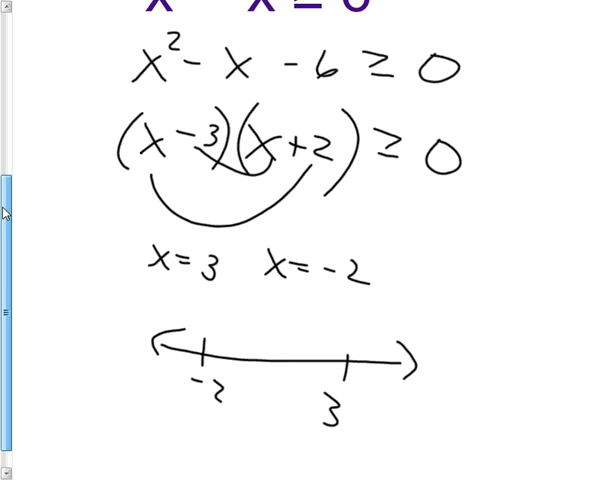 x² - x - 6 ≥ 0
(x - 3)(x + 2) ≥ 0
x = 3 x = -2
-2 3